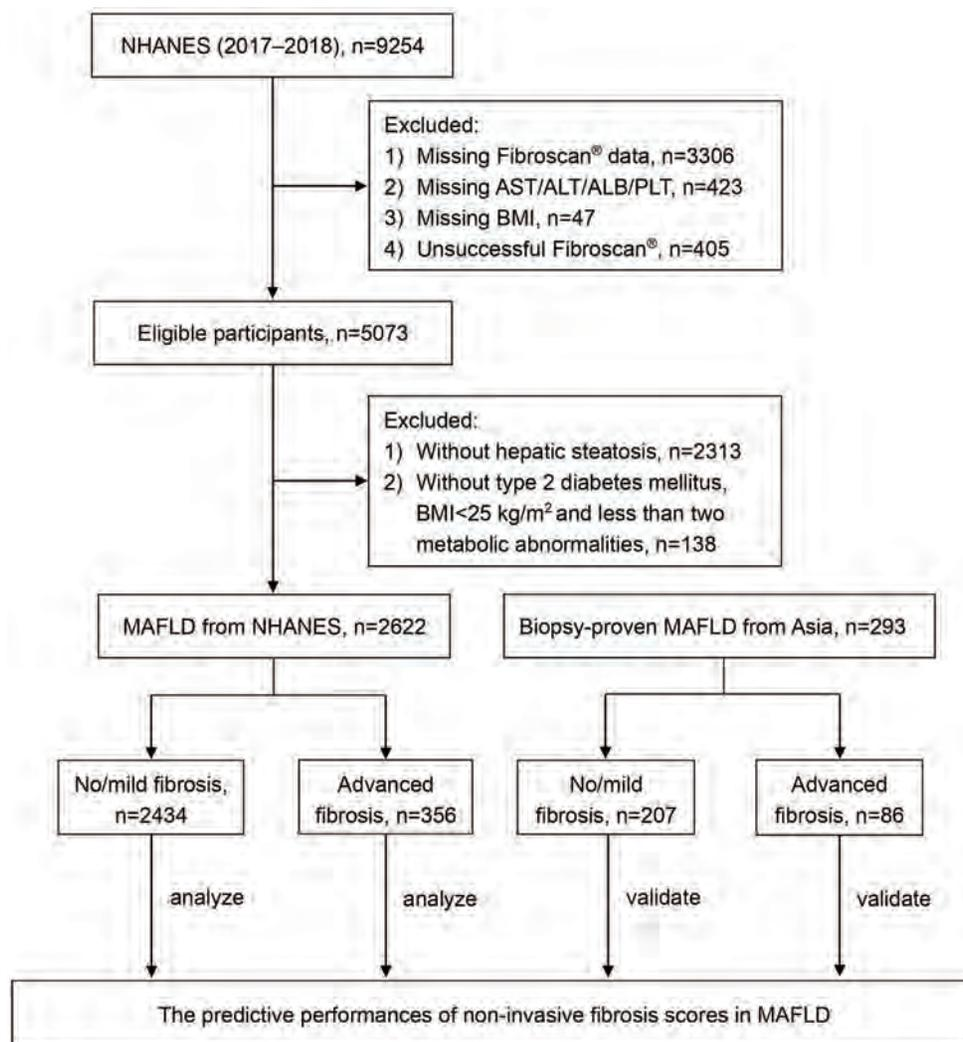 NHANES (2017–2018), n=9254
Excluded:
1) Missing Fibroscan® data, n=3306
2) Missing AST/ALT/ALB/PLT, n=423
3) Missing BMI, n=47
4) Unsuccessful Fibroscan®, n=405
Eligible participants, n=5073
Excluded:
1) Without hepatic steatosis, n=2313
2) Without type 2 diabetes mellitus,
BMI<25 kg/m² and less than two
metabolic abnormalities, n=138
MAFLD from NHANES, n=2622
Biopsy-proven MAFLD from Asia, n=293
No/mild fibrosis,
n=2434
Advanced
fibrosis, n=356
No/mild
fibrosis, n=207
Advanced
fibrosis, n=86
analyze
analyze
validate
validate
The predictive performances of non-invasive fibrosis scores in MAFLD